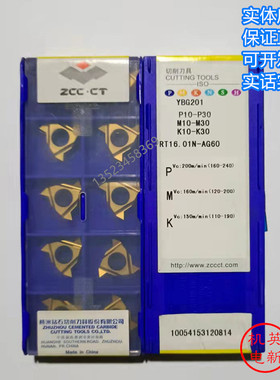 实体
保证
可开
实话
ZCC·CT
切削刀具
CUTTING TOOLS
ISO
P M K N S H
YBG201
P10-P30
M10-M30
K10-K30
RT16.01N-AG60
P Vc:200m/min(160-240)
M Vc:160m/min(120-200)
K Vc:150m/min(110-190)
http://www.zccct.com
13523458369
株洲钻石切削刀具股份有限公司
ZHUZHOU CEMENTED CARBIDE
CUTTING TOOLS CO.,LTD.
Made in China
10054153120814
英
机电新